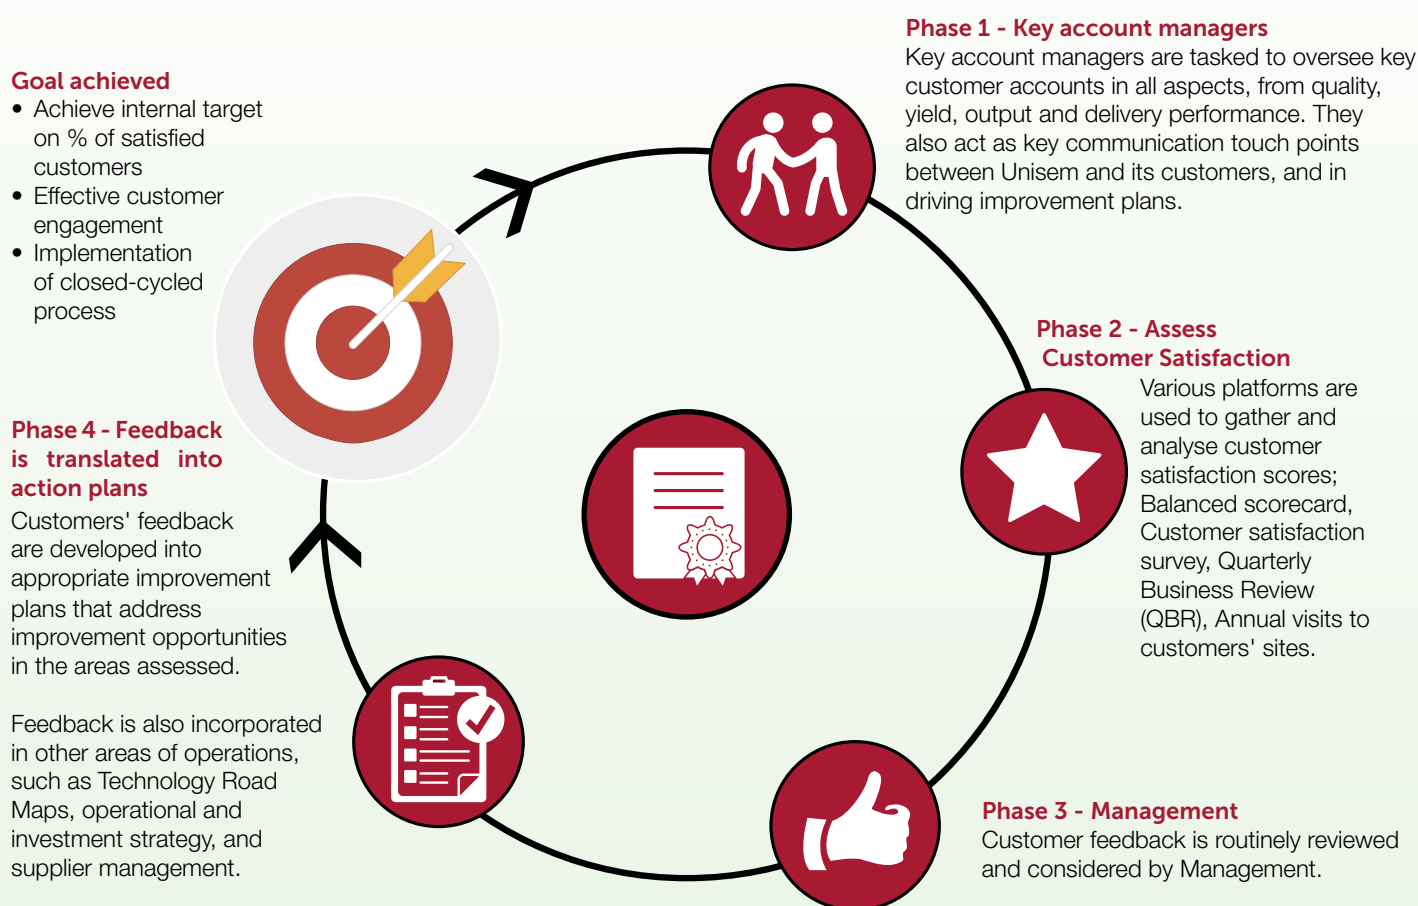 Phase 1 - Key account managers
Key account managers are tasked to oversee key
customer accounts in all aspects, from quality,
yield, output and delivery performance. They
also act as key communication touch points
between Unisem and its customers, and in
driving improvement plans.
Phase 2 - Assess
Customer Satisfaction
Various platforms are
used to gather and
analyse customer
satisfaction scores;
Balanced scorecard,
Customer satisfaction
survey, Quarterly
Business Review
(QBR), Annual visits to
customers' sites.
Phase 3 - Management
Customer feedback is routinely reviewed
and considered by Management.
Phase 4 - Feedback
is translated into
action plans
Customers' feedback
are developed into
appropriate improvement
plans that address
improvement opportunities
in the areas assessed.
Feedback is also incorporated
in other areas of operations,
such as Technology Road
Maps, operational and
investment strategy, and
supplier management.
Goal achieved
• Achieve internal target
on % of satisfied
customers
• Effective customer
engagement
• Implementation
of closed-cycled
process